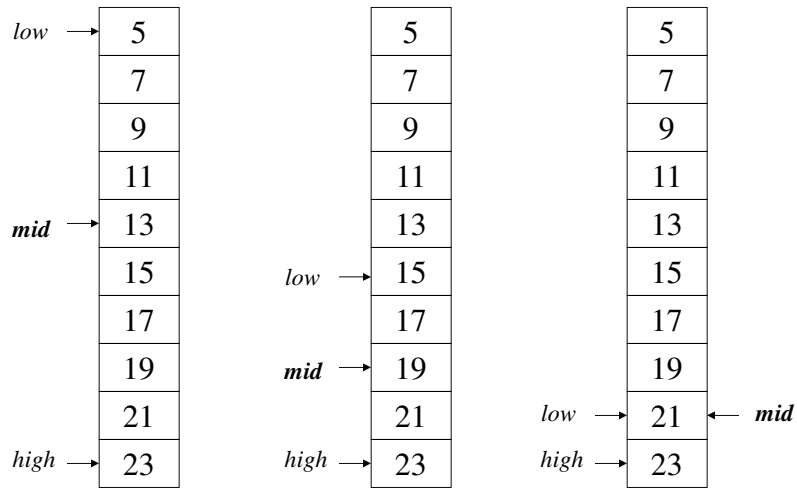 low 5 5 5
7 7 7
9 9 9
11 11 11
mid 13 13 13
15 low 15 15
17 17 17
19 mid 19 19
21 21 low 21 mid
high 23 high 23 high 23